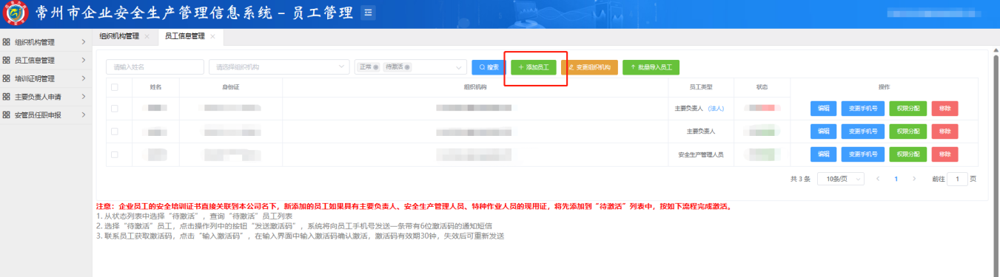 常州市企业安全生产管理信息系统 - 员工管理
组织机构管理 员工信息管理
组织机构管理
员工信息管理
培训证明管理
主要负责人申请
安管员任职申报
请输入姓名 请选择组织机构 正常 待激活 搜索 + 添加员工 变更组织机构 批量导入员工
姓名 身份证 组织机构 员工类型 状态 操作
主要负责人 (法人) 编辑 变更手机号 权限分配 移除
主要负责人 编辑 变更手机号 权限分配 移除
安全生产管理人员 编辑 变更手机号 权限分配 移除
共 3 条 10条/页 1 前往 1 页
注意：企业员工的安全培训证书直接关联到本公司名下，新添加的员工如果具有主要负责人、安全生产管理人员、特种作业人员的现用证，将先添加到“待激活”列表中，按如下流程完成激活。
1. 从状态列表中选择“待激活”，查询“待激活”员工列表
2. 选择“待激活”员工，点击操作列中的按钮“发送激活码”，系统将向员工手机号发送一条带有6位激活码的通知短信
3. 联系员工获取激活码，点击“输入激活码”，在输入界面中输入激活码确认激活，激活码有效期30钟，失效后可重新发送